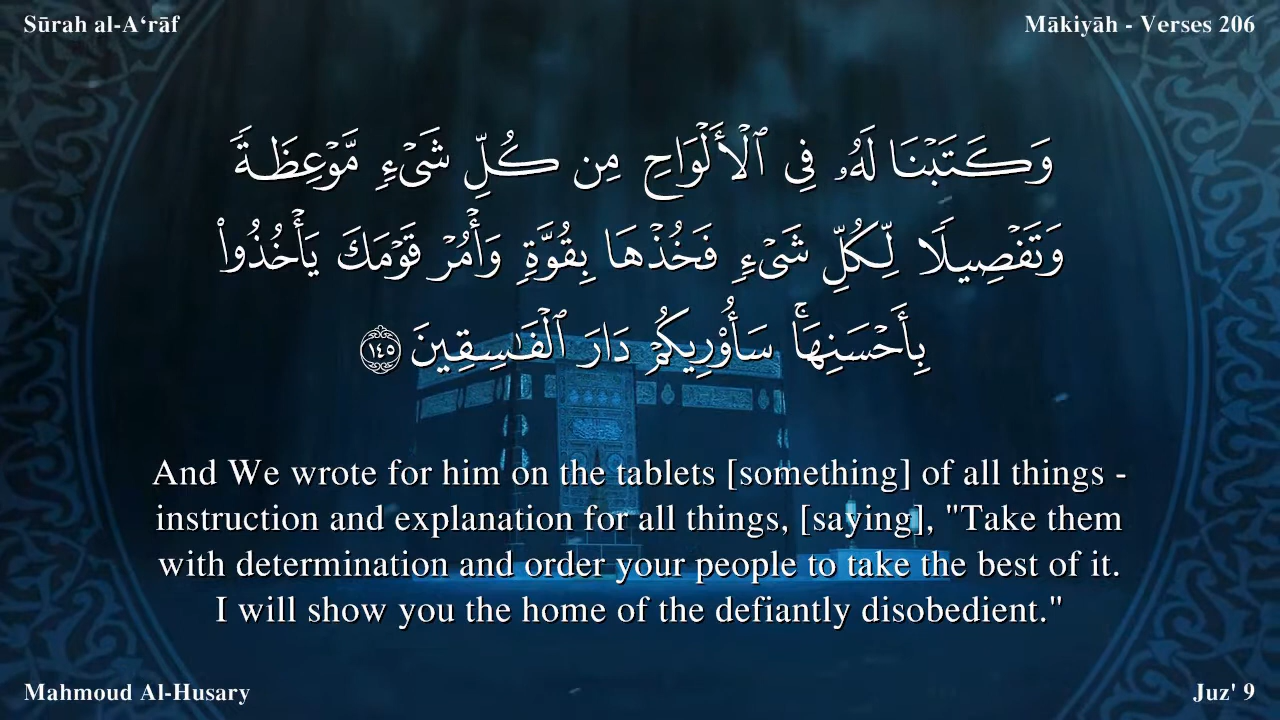 Sūrah al-A‘rāf
Mākiyāh - Verses 206
وَكَتَبْنَا لَهُۥ فِى ٱلْأَلْوَاحِ مِن كُلِّ شَىْءٍ مَّوْعِظَةً
وَتَفْصِيلًا لِّكُلِّ شَىْءٍ فَخُذْهَا بِقُوَّةٍ وَأْمُرْ قَوْمَكَ يَأْخُذُوا۟
بِأَحْسَنِهَا ۚ سَأُو۟رِيكُمْ دَارَ ٱلْفَـٰسِقِينَ ١٤٥
And We wrote for him on the tablets [something] of all things -
instruction and explanation for all things, [saying], "Take them
with determination and order your people to take the best of it.
I will show you the home of the defiantly disobedient."
Mahmoud Al-Husary
Juz' 9